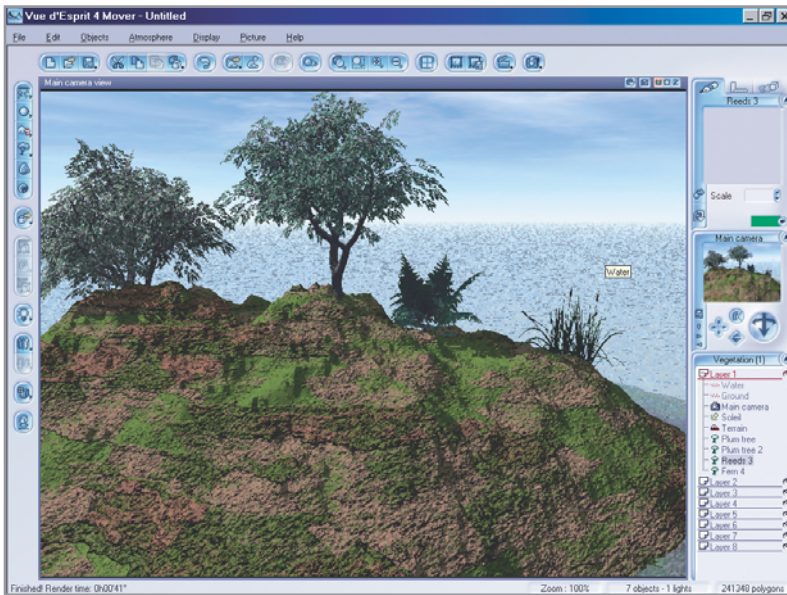 Vue d'Esprit 4 Mover - Untitled
File Edit Objects Atmosphere Display Picture Help
Main camera view
Reeds 3
Scale
Main camera
Water
Vegetation (1)
Layer 1
Water
Ground
Main camera
Soleil
Terrain
Plum tree
Plum tree 2
Reeds 3
Fern 4
Layer 2
Layer 3
Layer 4
Layer 5
Layer 6
Layer 7
Layer 8
Finished! Render time: 0h00'41" Zoom : 100% 7 objects - 1 lights 241348 polygons